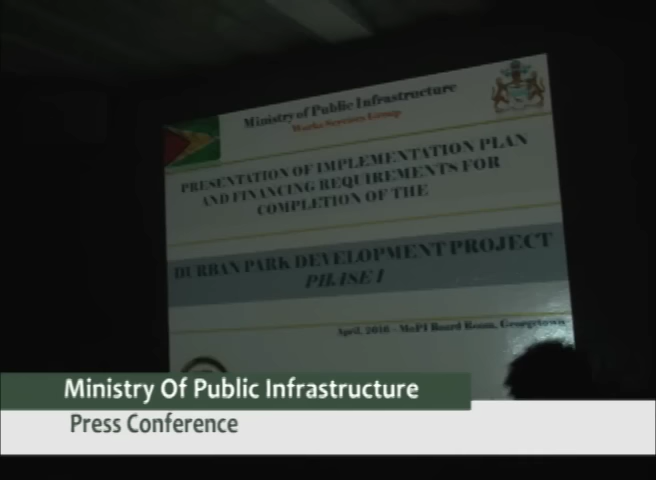 Ministry of Public Infrastructure
Works Services Group
PRESENTATION OF IMPLEMENTATION PLAN
AND FINANCING REQUIREMENTS FOR
COMPLETION OF THE
DURBAN PARK DEVELOPMENT PROJECT
PHASE I
April, 2016 - MoPI Board Room, Georgetown
Ministry Of Public Infrastructure
Press Conference